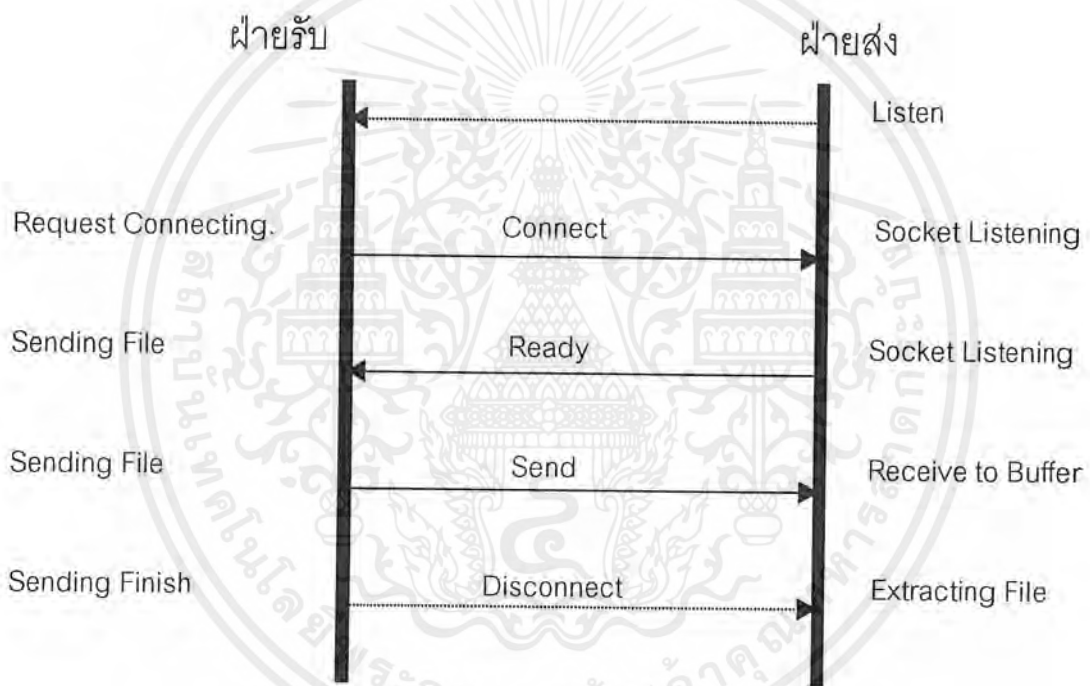 ฝ่ายรับ
ฝ่ายส่ง
Listen
Request Connecting.
Connect
Socket Listening
Sending File
Ready
Socket Listening
Sending File
Send
Receive to Buffer
Sending Finish
Disconnect
Extracting File